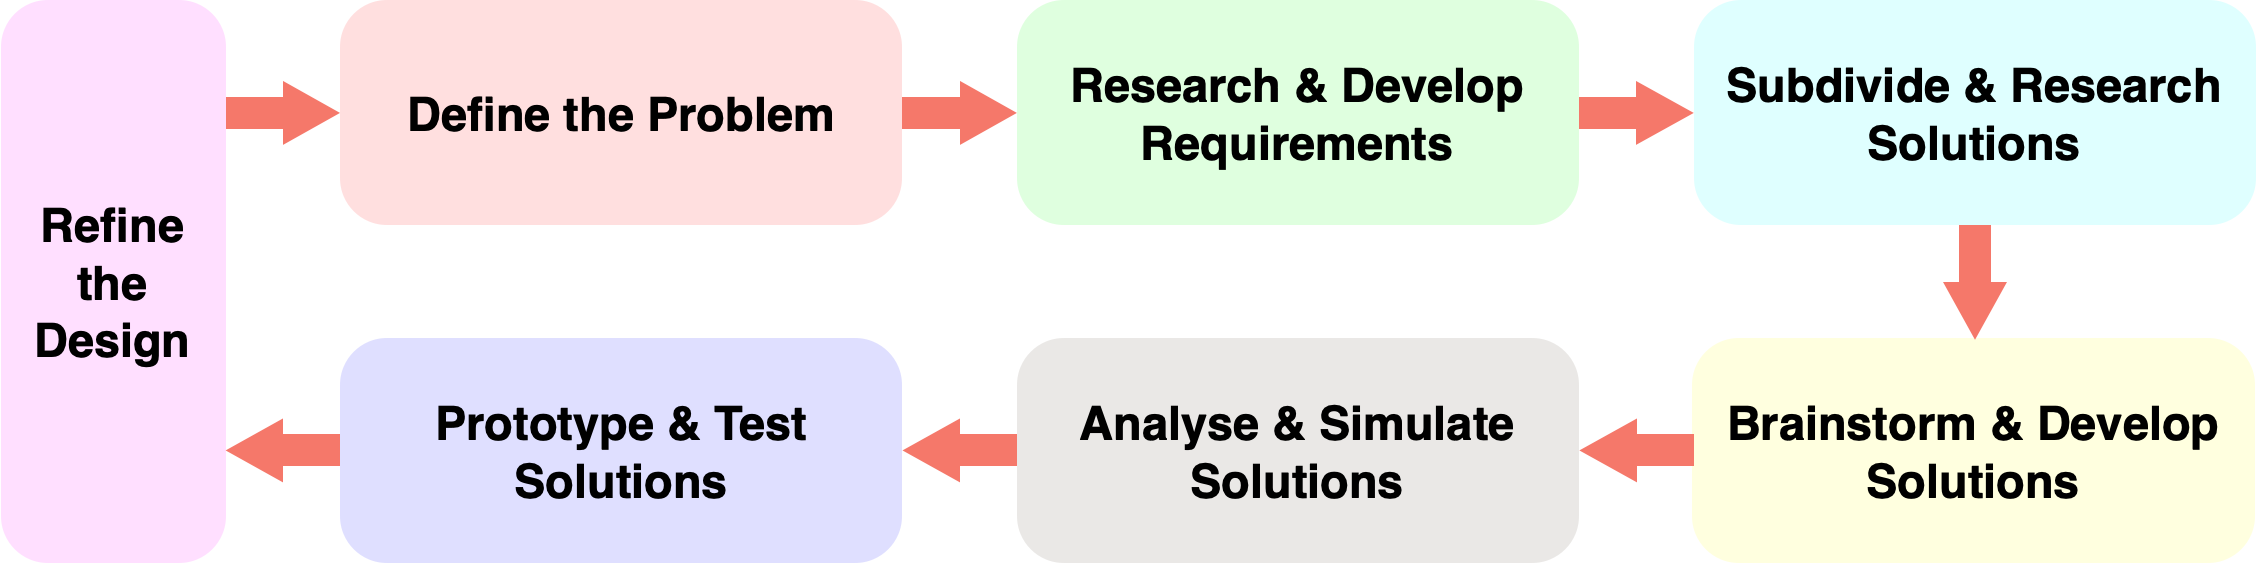 Refine
the
Design
Define the Problem
Research & Develop
Requirements
Subdivide & Research
Solutions
Brainstorm & Develop
Solutions
Analyse & Simulate
Solutions
Prototype & Test
Solutions